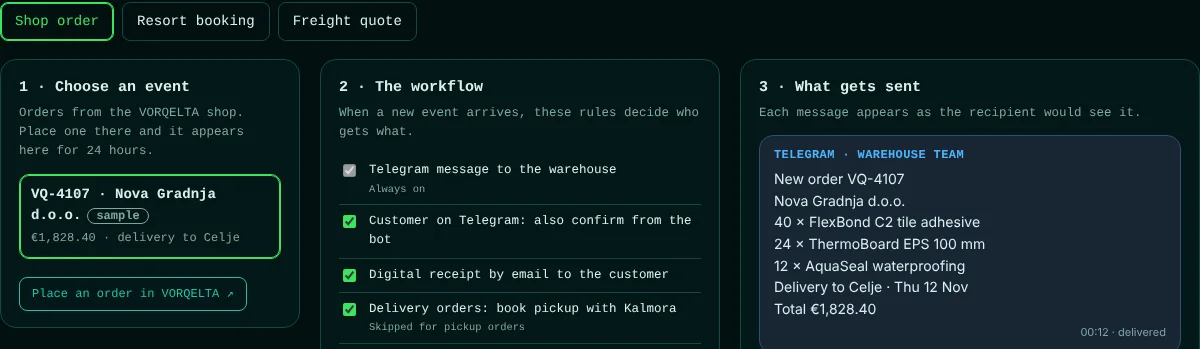 Shop order
Resort booking
Freight quote
1 · Choose an event
Orders from the VORQELTA shop.
Place one there and it appears
here for 24 hours.
VQ-4107 · Nova Gradnja
d.o.o. sample
€1,828.40 · delivery to Celje
Place an order in VORQELTA ↗
2 · The workflow
When a new event arrives, these rules decide who
gets what.
Telegram message to the warehouse
Always on
Customer on Telegram: also confirm from the
bot
Digital receipt by email to the customer
Delivery orders: book pickup with Kalmora
Skipped for pickup orders
3 · What gets sent
Each message appears as the recipient would see it.
TELEGRAM · WAREHOUSE TEAM
New order VQ-4107
Nova Gradnja d.o.o.
40 × FlexBond C2 tile adhesive
24 × ThermoBoard EPS 100 mm
12 × AquaSeal waterproofing
Delivery to Celje · Thu 12 Nov
Total €1,828.40
00:12 · delivered